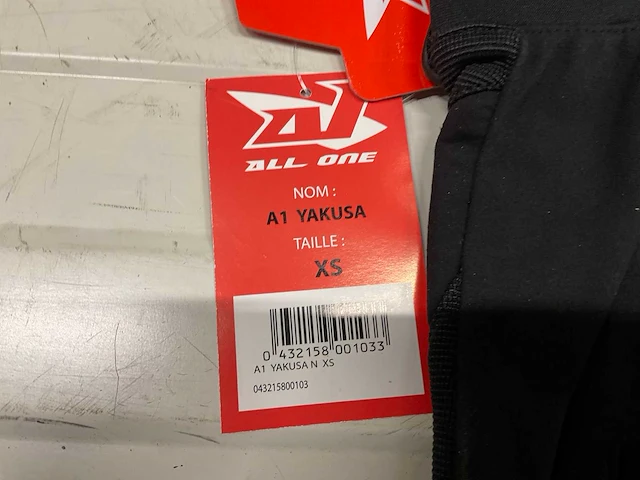 ALL ONE
NOM :
A1 YAKUSA
TAILLE :
XS
0 432158 001033
A1 YAKUSA N XS
043215800103